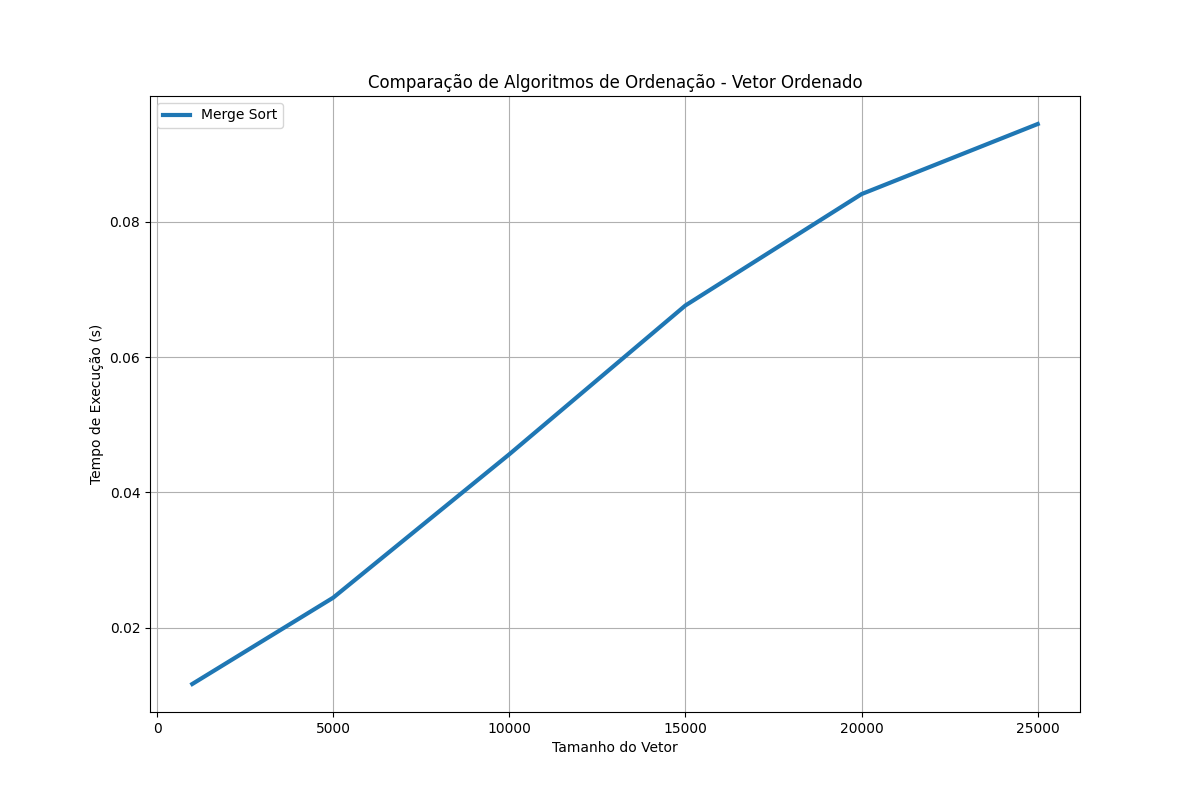 Comparação de Algoritmos de Ordenação - Vetor Ordenado
Merge Sort
0.08
0.06
0.04
0.02
Tempo de Execução (s)
0 5000 10000 15000 20000 25000
Tamanho do Vetor